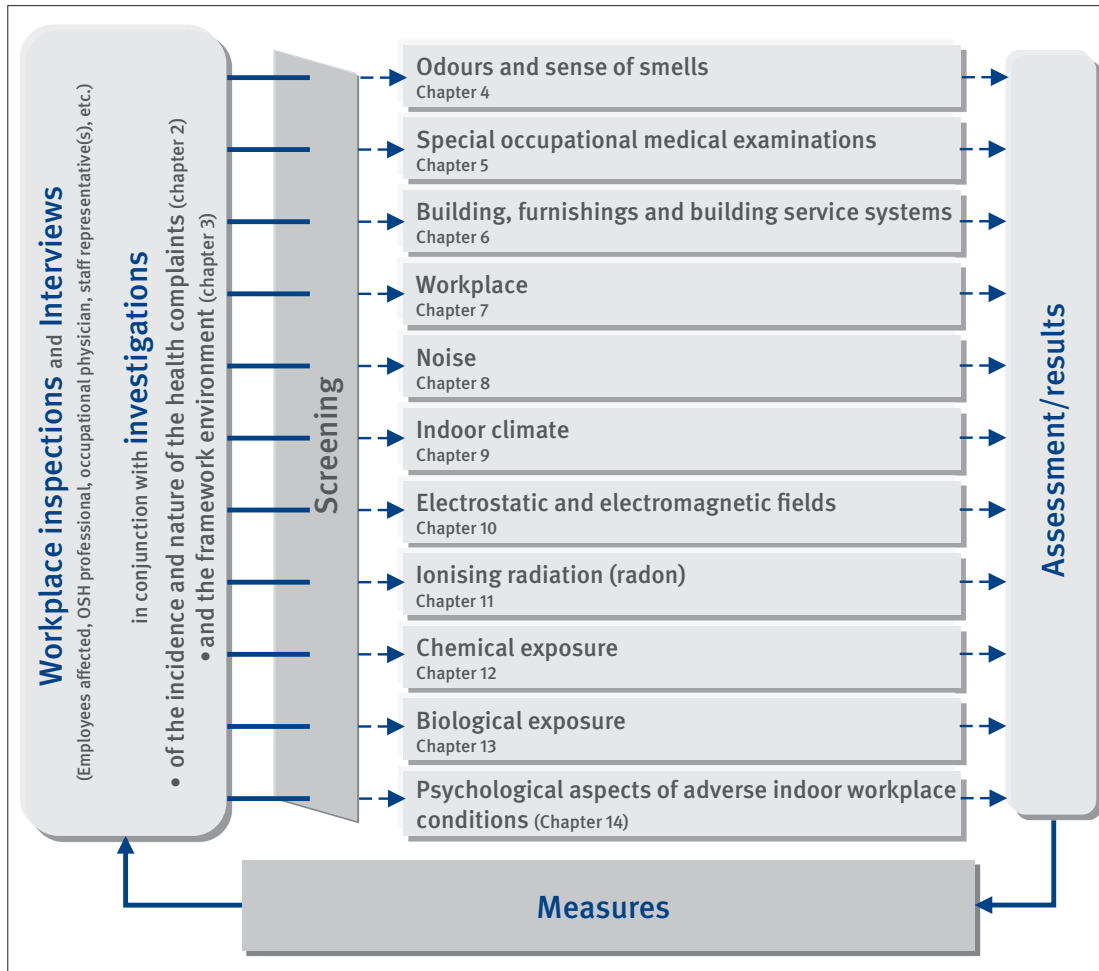 Workplace inspections and Interviews
(Employees affected, OSH professional, occupational physician, staff representative(s), etc.)
in conjunction with investigations
• of the incidence and nature of the health complaints (chapter 2)
• and the framework environment (chapter 3)
Screening
Odours and sense of smells
Chapter 4
Special occupational medical examinations
Chapter 5
Building, furnishings and building service systems
Chapter 6
Workplace
Chapter 7
Noise
Chapter 8
Indoor climate
Chapter 9
Electrostatic and electromagnetic fields
Chapter 10
Ionising radiation (radon)
Chapter 11
Chemical exposure
Chapter 12
Biological exposure
Chapter 13
Psychological aspects of adverse indoor workplace
conditions (Chapter 14)
Assessment/results
Measures